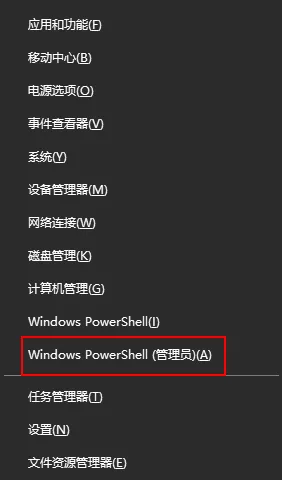 应用和功能(F)
移动中心(B)
电源选项(O)
事件查看器(V)
系统(Y)
设备管理器(M)
网络连接(W)
磁盘管理(K)
计算机管理(G)
Windows PowerShell(I)
Windows PowerShell (管理员)(A)
任务管理器(T)
设置(N)
文件资源管理器(E)